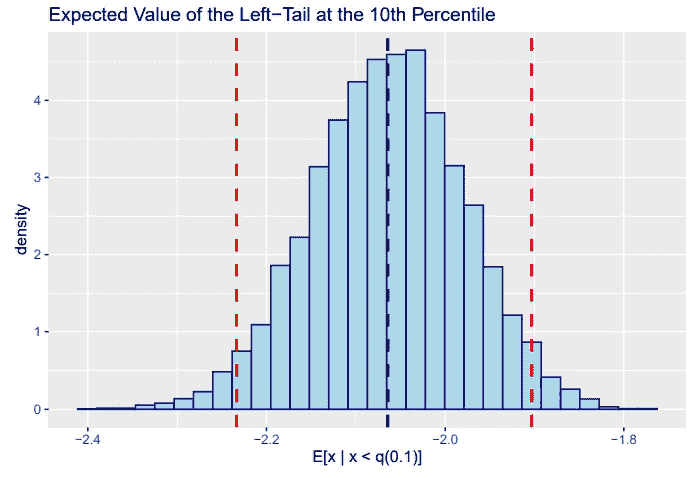 Expected Value of the Left−Tail at the 10th Percentile
density
4
3
2
1
0
−2.4 −2.2 −2.0 −1.8
E[x | x < q(0.1)]